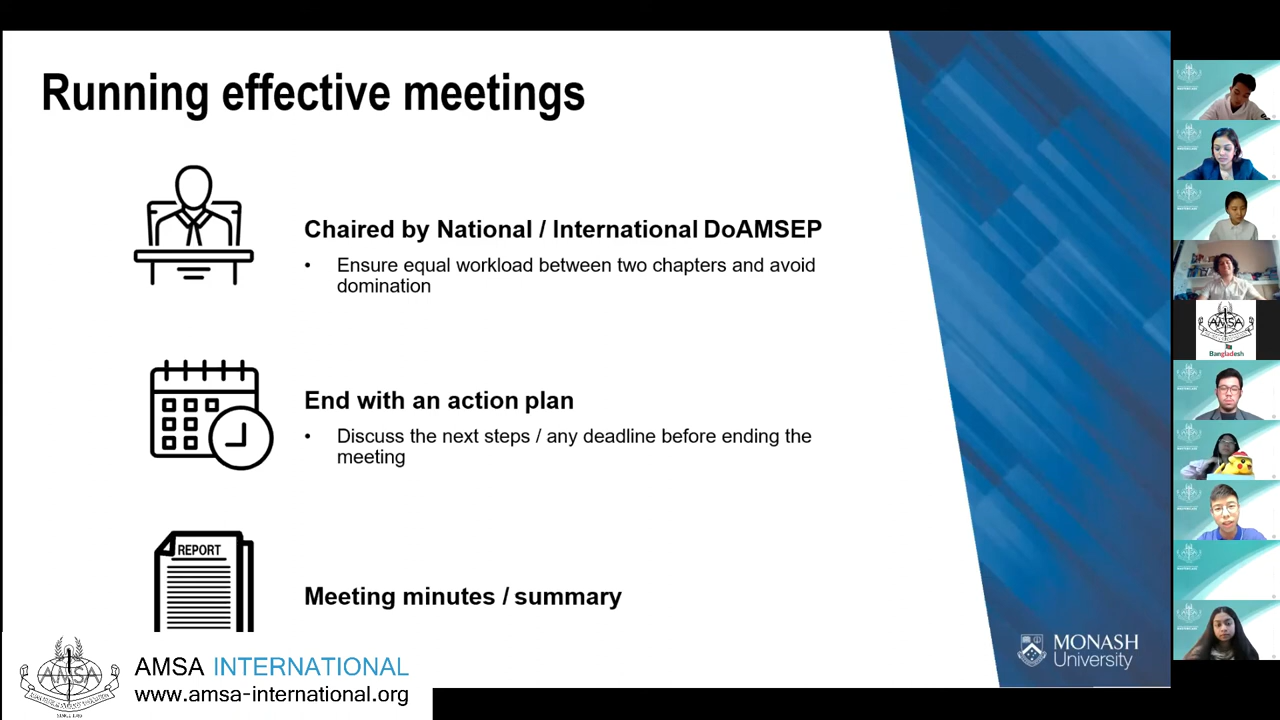 Running effective meetings
Chaired by National / International DoAMSEP
• Ensure equal workload between two chapters and avoid
domination
End with an action plan
• Discuss the next steps / any deadline before ending the
meeting
REPORT
Meeting minutes / summary
MONASH
University
AMSA
AMSA INTERNATIONAL
www.amsa-international.org
AMSA
Bangladesh